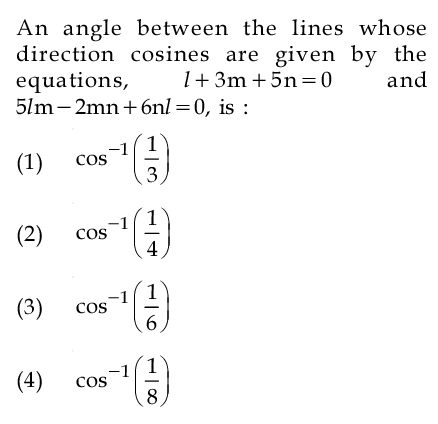 An angle between the lines whose
direction cosines are given by the
equations, l+3m+5n=0 and
5lm−2mn+6nl=0, is :
(1) cos⁻¹(1/3)
(2) cos⁻¹(1/4)
(3) cos⁻¹(1/6)
(4) cos⁻¹(1/8)